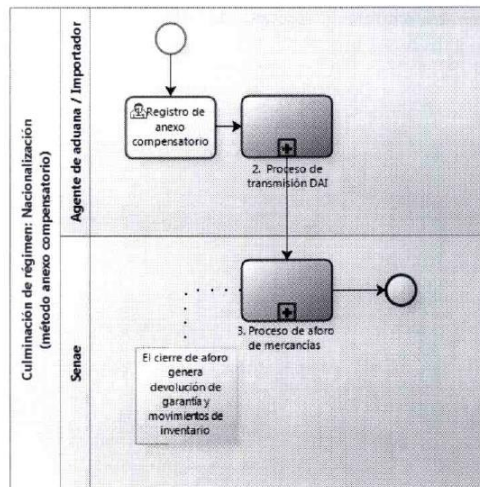 Culminación de régimen: Nacionalización
(método anexo compensatorio)
Agente de aduana / Importador
Registro de
anexo
compensatorio
2. Proceso de
transmisión DAI
Senae
3. Proceso de aforo
de mercancías
El cierre de aforo
genera
devolución de
garantía y
movimientos de
inventario